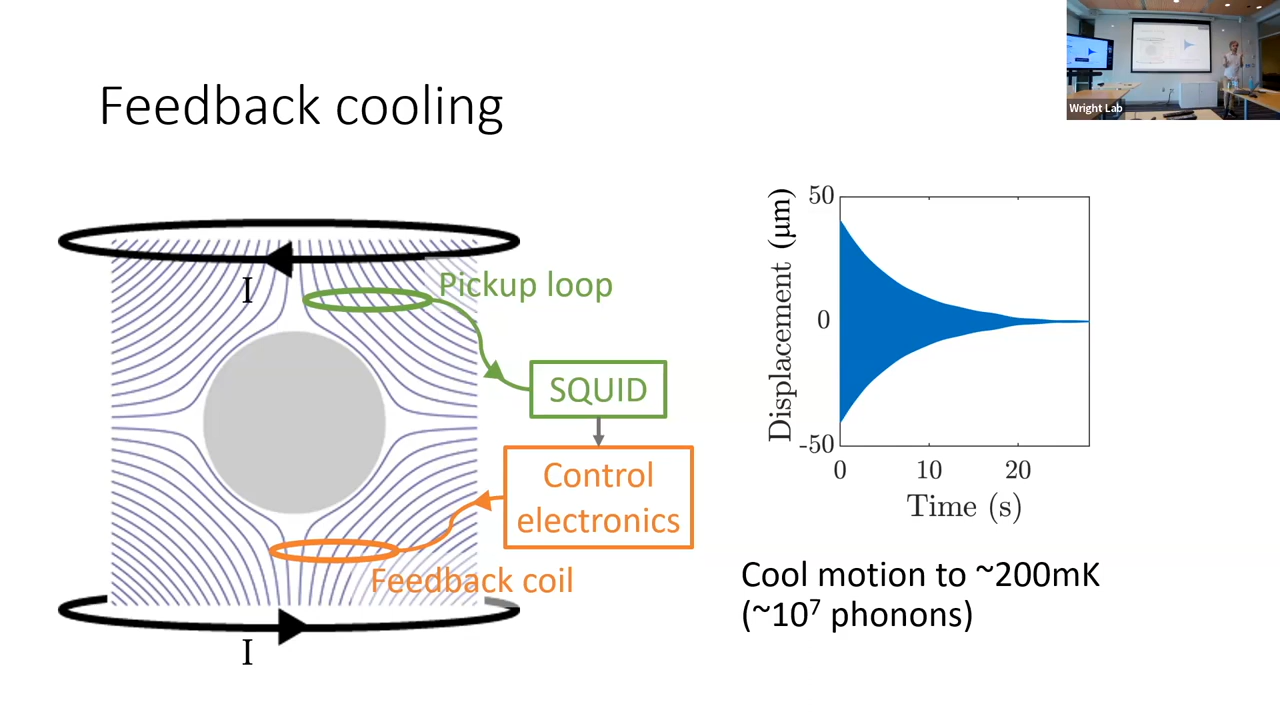 Feedback cooling
Wright Lab
I
Pickup loop
SQUID
Control
electronics
Feedback coil
I
Displacement (μm)
50
0
-50
0 10 20
Time (s)
Cool motion to ~200mK
(~10⁷ phonons)